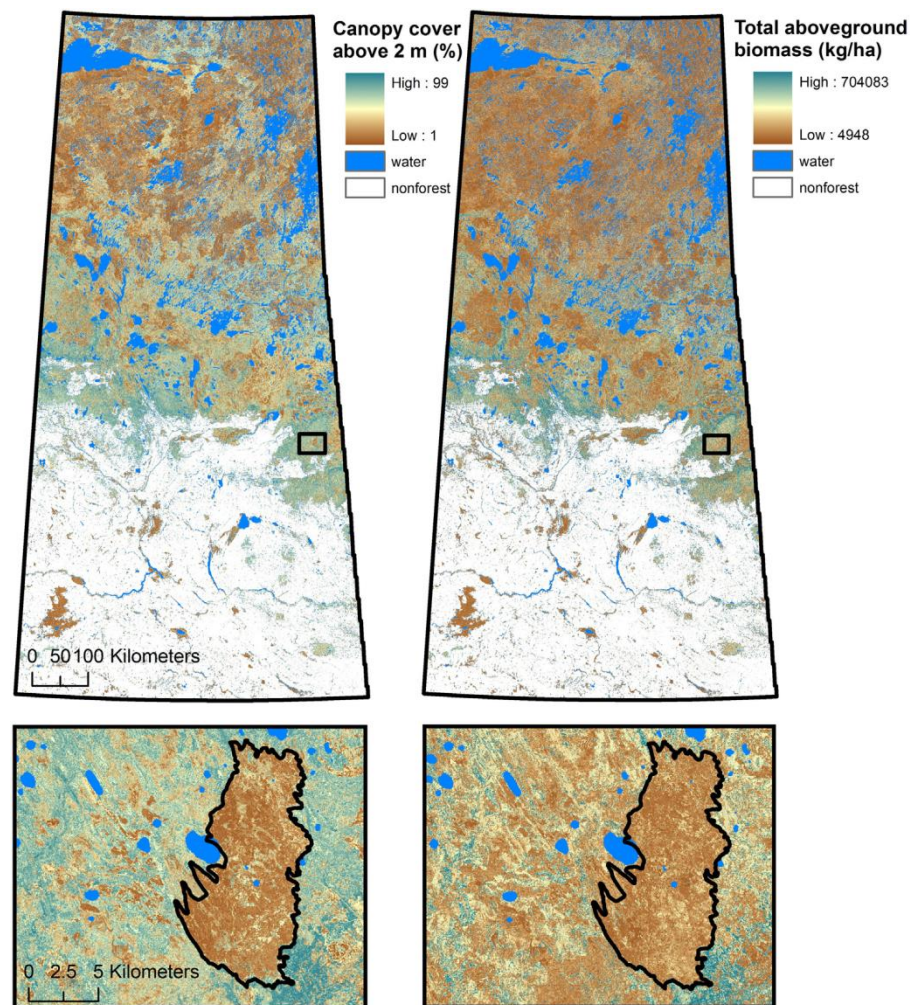 Canopy cover
above 2 m (%)
High : 99
Low : 1
water
nonforest
Total aboveground
biomass (kg/ha)
High : 704083
Low : 4948
water
nonforest
0 50100 Kilometers
0 2.5 5 Kilometers